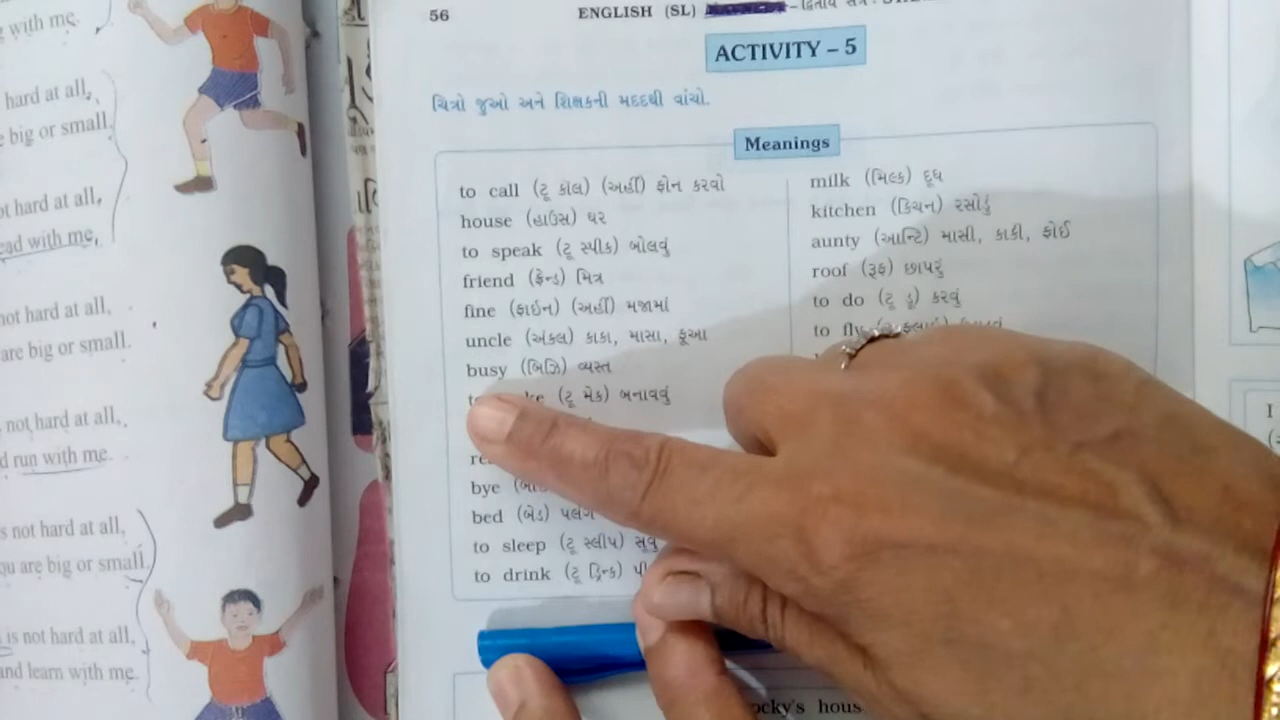 with me.
hard at all,
big or small.
hard at all,
with me,
not hard at all,
are big or small.
not hard at all,
run with me.
is not hard at all,
you are big or small.
is not hard at all,
and learn with me.
56
ENGLISH (SL)
ACTIVITY – 5
ચિત્રો જુઓ અને શિક્ષકની મદદથી વાંચો.
Meanings
to call (ટૂ કૉલ) (અહીં) ફોન કરવો
house (હાઉસ) ઘર
to speak (ટૂ સ્પીક) બોલવું
friend (ફ્રેન્ડ) મિત્ર
fine (ફાઇન) (અહીં) મજામાં
uncle (અંકલ) કાકા, માસા, ફૂઆ
busy (બિઝિ) વ્યસ્ત
(ટૂ મેક) બનાવવું
bye
bed (બેડ) પલંગ
to sleep (ટૂ સ્લીપ) સૂવું
to drink (ટૂ ડ્રિન્ક)
milk (મિલ્ક) દૂધ
kitchen (કિચન) રસોડું
aunty (આન્ટિ) માસી, કાકી, ફોઈ
roof (રૂફ) છાપરું
to do (ટૂ ડૂ) કરવું
to fly